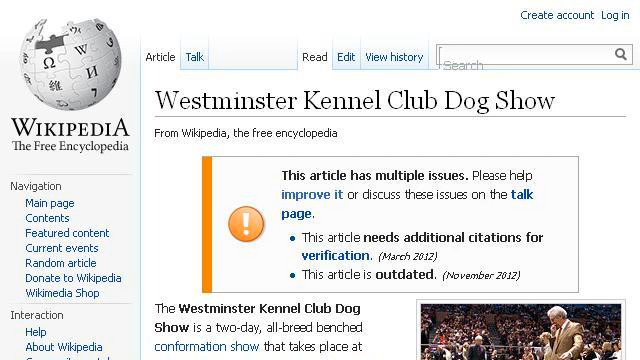 Create account Log in
WIKIPEDIA
The Free Encyclopedia
Article Talk Read Edit View history Search
Westminster Kennel Club Dog Show
From Wikipedia, the free encyclopedia
This article has multiple issues. Please help
improve it or discuss these issues on the talk
page.
• This article needs additional citations for
verification. (March 2012)
• This article is outdated. (November 2012)
Navigation
Main page
Contents
Featured content
Current events
Random article
Donate to Wikipedia
Wikimedia Shop
Interaction
Help
About Wikipedia
The Westminster Kennel Club Dog
Show is a two-day, all-breed benched
conformation show that takes place at